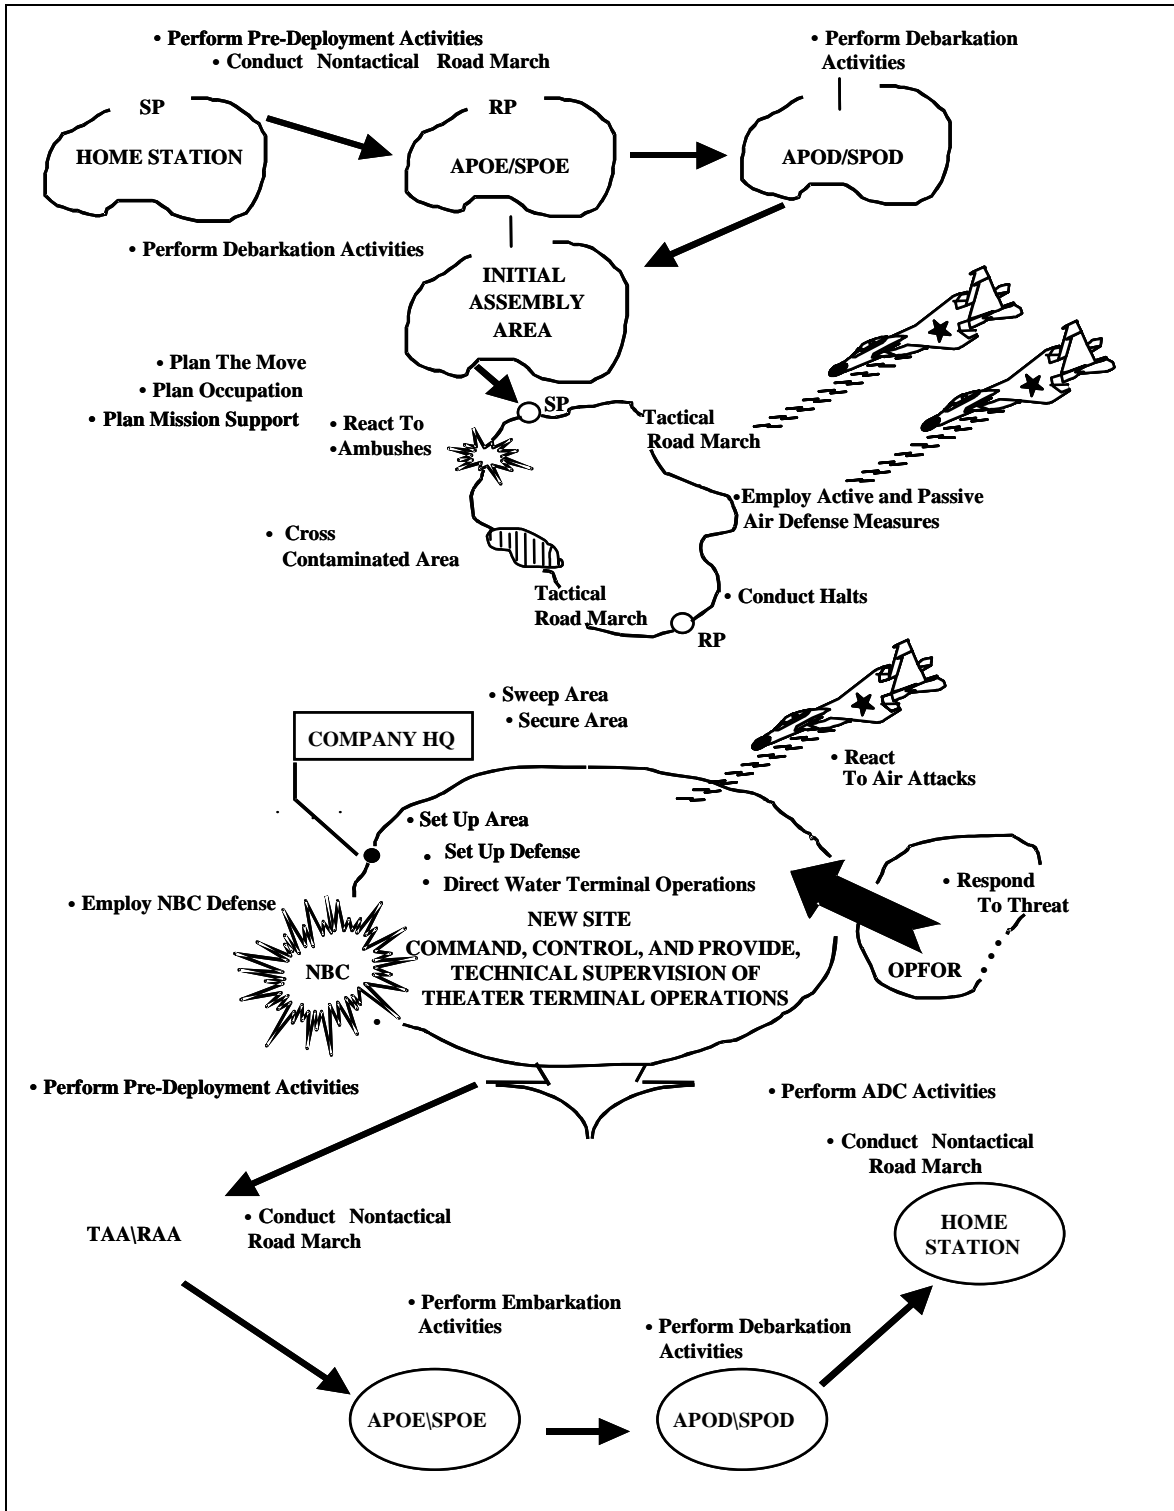 • Perform Pre-Deployment Activities
• Conduct Nontactical Road March
• Perform Debarkation
Activities
SP
HOME STATION
RP
APOE/SPOE
APOD/SPOD
• Perform Debarkation Activities
INITIAL
ASSEMBLY
AREA
• Plan The Move
• Plan Occupation
• Plan Mission Support
• React To
•Ambushes
SP
Tactical
Road March
•Employ Active and Passive
Air Defense Measures
• Cross
Contaminated Area
Tactical
Road March
• Conduct Halts
RP
• Sweep Area
• Secure Area
COMPANY HQ
• React
To Air Attacks
• Set Up Area
• Set Up Defense
• Direct Water Terminal Operations
• Respond
To Threat
• Employ NBC Defense
NEW SITE
COMMAND, CONTROL, AND PROVIDE,
TECHNICAL SUPERVISION OF
THEATER TERMINAL OPERATIONS
NBC
OPFOR
• Perform Pre-Deployment Activities
• Perform ADC Activities
• Conduct Nontactical
Road March
TAA\RAA
• Conduct Nontactical
Road March
HOME
STATION
• Perform Embarkation
Activities
• Perform Debarkation
Activities
APOE\SPOE
APOD\SPOD